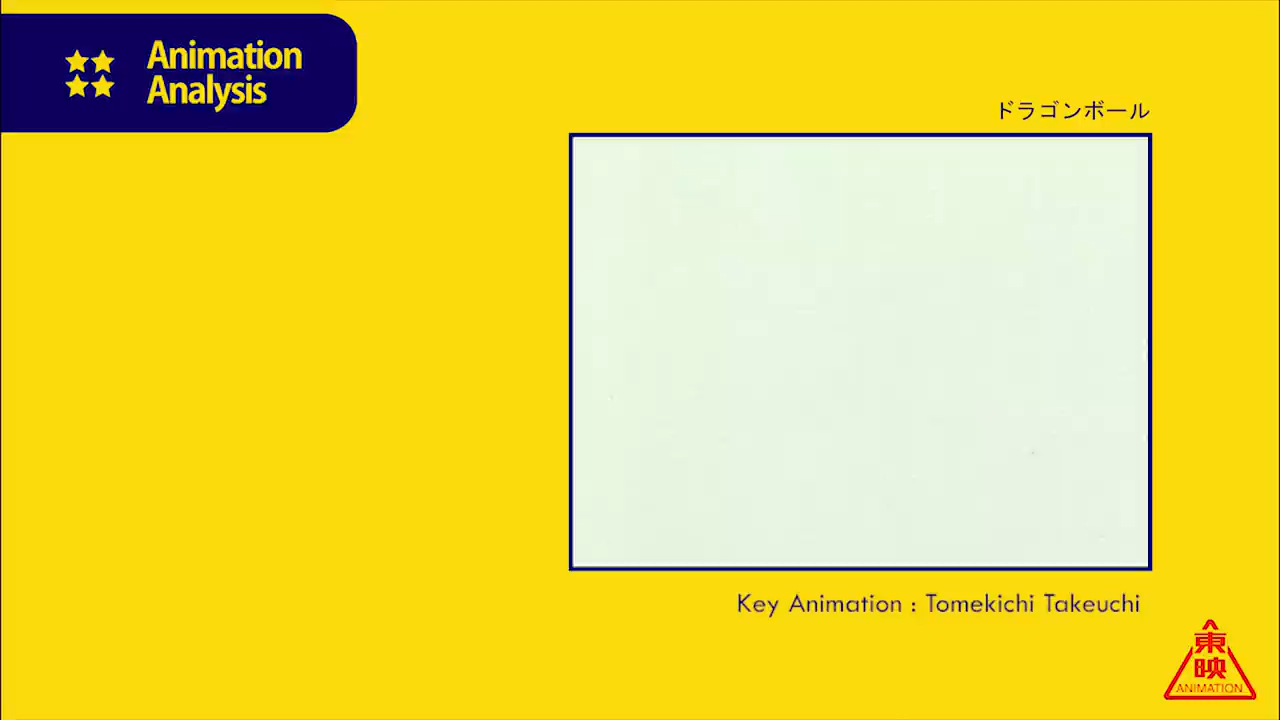 Animation
Analysis
ドラゴンボール
Key Animation : Tomekichi Takeuchi
東
映
ANIMATION